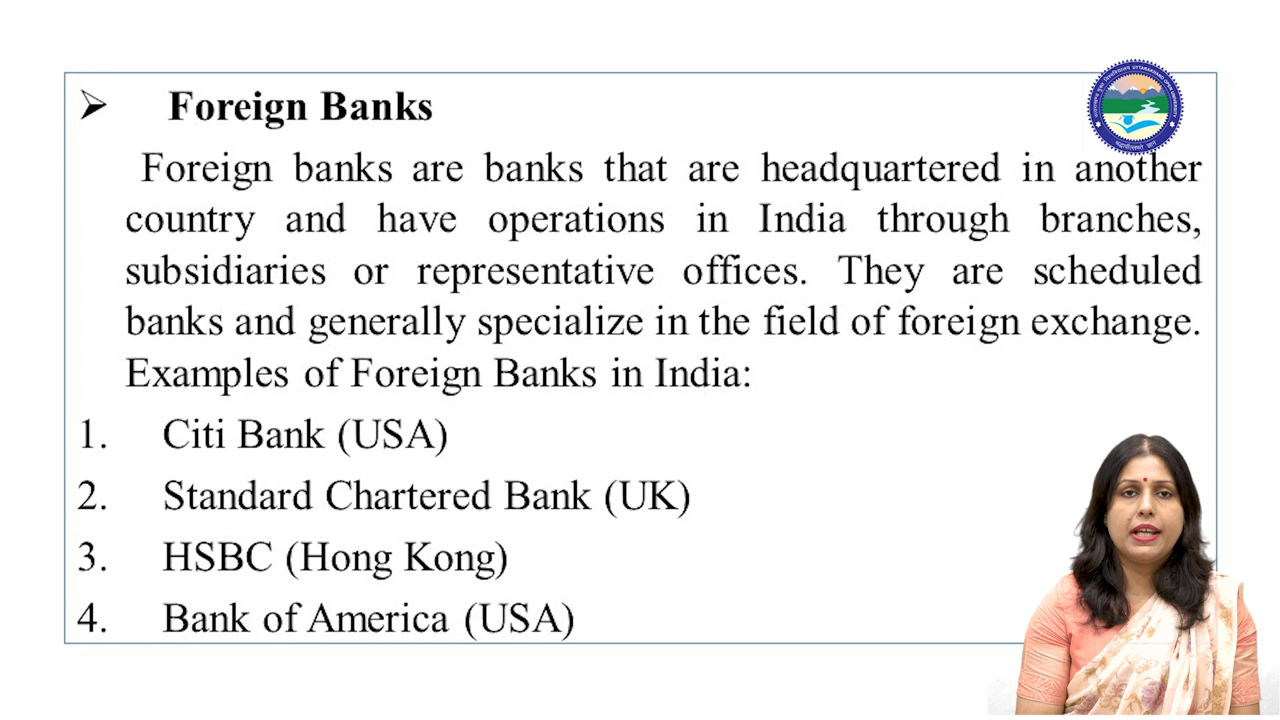 ➢ Foreign Banks
Foreign banks are banks that are headquartered in another
country and have operations in India through branches,
subsidiaries or representative offices. They are scheduled
banks and generally specialize in the field of foreign exchange.
Examples of Foreign Banks in India:
1. Citi Bank (USA)
2. Standard Chartered Bank (UK)
3. HSBC (Hong Kong)
4. Bank of America (USA)
UTTARAKHAND OPEN UNIVERSITY